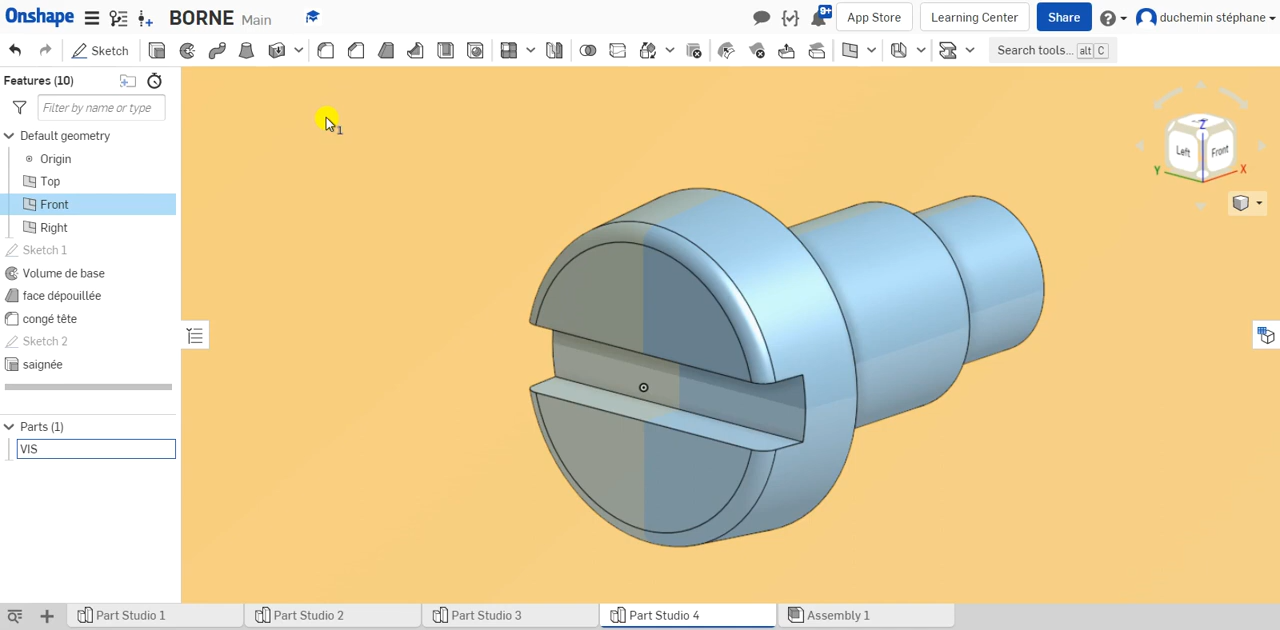 Onshape BORNE Main 9+ App Store Learning Center Share duchemin stéphane
Sketch Search tools... alt C
Features (10)
Filter by name or type
Default geometry
Origin
Top
Front
Right
Sketch 1
Volume de base
face dépouillée
congé tête
Sketch 2
saignée
Parts (1)
VIS
1
Z
Left Front
Y X
Part Studio 1 Part Studio 2 Part Studio 3 Part Studio 4 Assembly 1